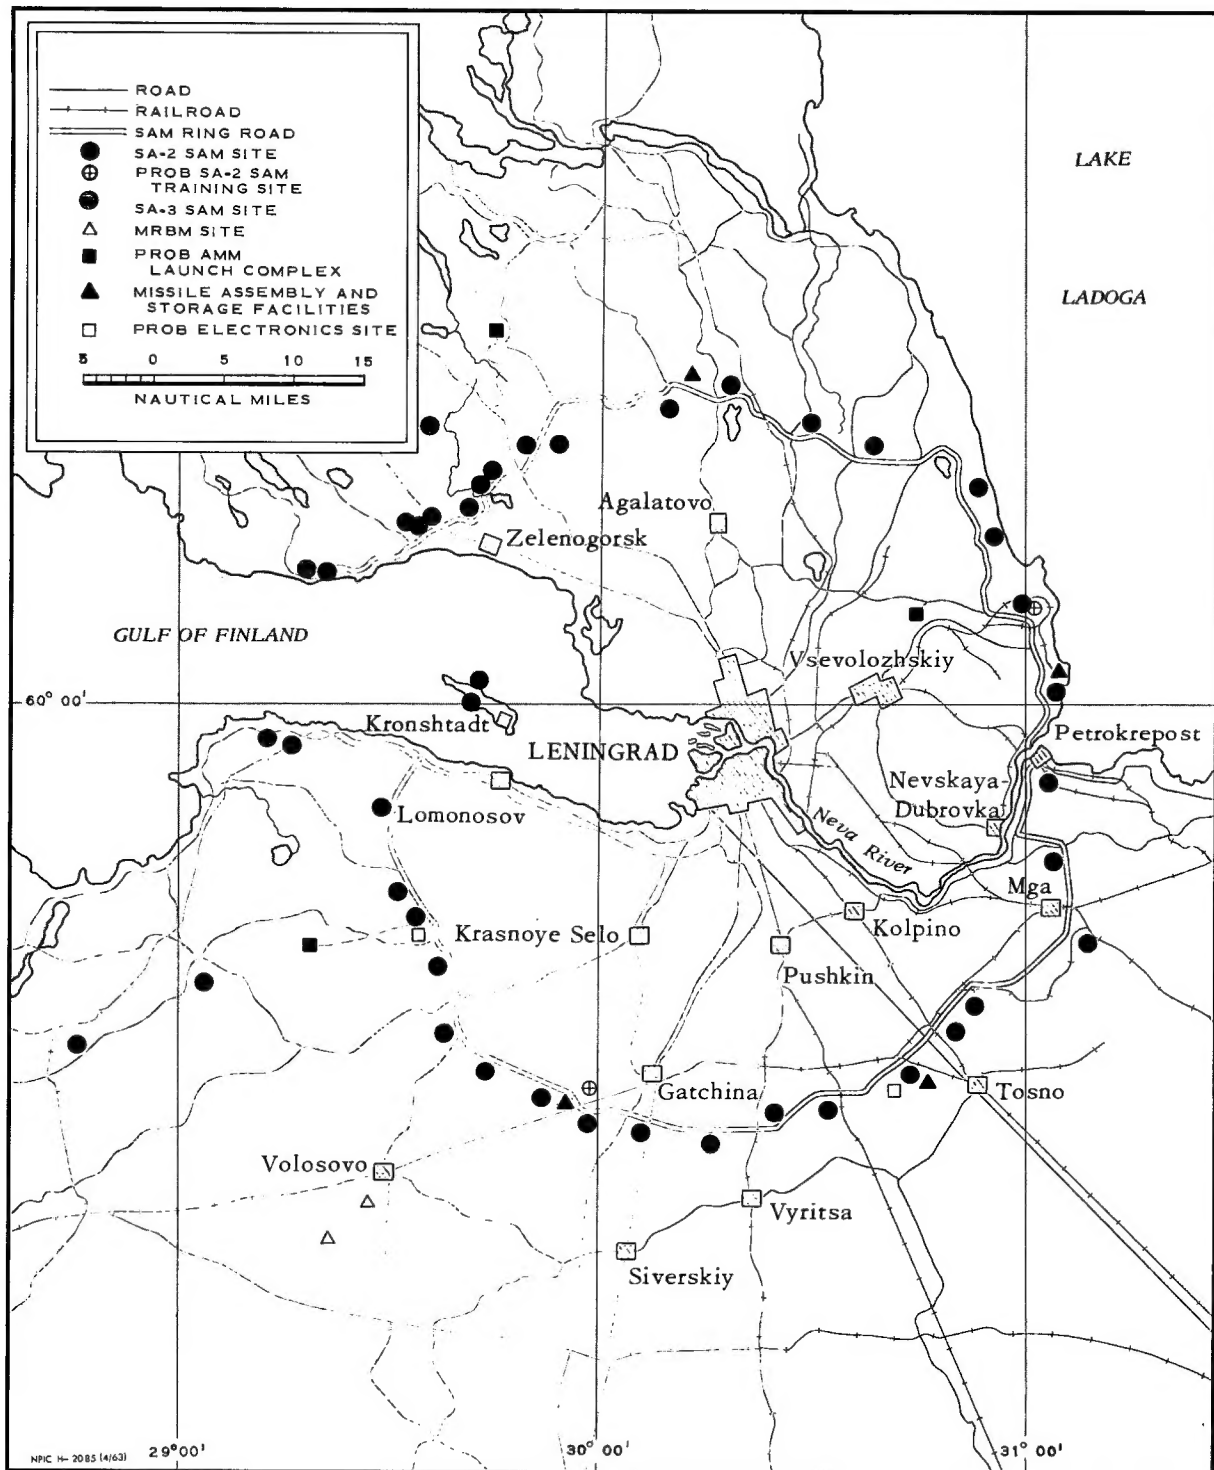 ROAD
RAILROAD
SAM RING ROAD
SA-2 SAM SITE
PROB SA-2 SAM
TRAINING SITE
SA-3 SAM SITE
MRBM SITE
PROB AMM
LAUNCH COMPLEX
MISSILE ASSEMBLY AND
STORAGE FACILITIES
PROB ELECTRONICS SITE
5 0 5 10 15
NAUTICAL MILES
LAKE
LADOGA
Agalatovo
Zelenogorsk
GULF OF FINLAND
Vsevolozhskiy
60° 00'
Kronshtadt
LENINGRAD
Petrokrepost
Nevskaya-
Dubrovka
Lomonosov
Neva River
Mga
Kolpino
Krasnoye Selo
Pushkin
Gatchina
Tosno
Volosovo
Vyritsa
Siverskiy
NPIC H-2085 (4/63)
29°00'
30° 00'
31° 00'